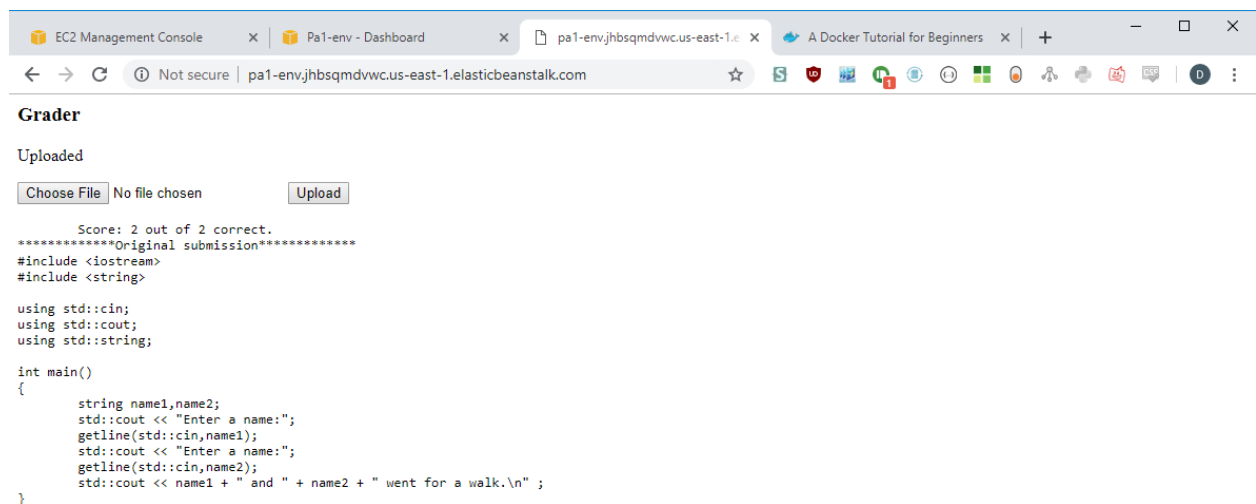 EC2 Management Console
Pa1-env - Dashboard
pa1-env.jhbsqmdvwc.us-east-1.e
A Docker Tutorial for Beginners
Not secure | pa1-env.jhbsqmdvwc.us-east-1.elasticbeanstalk.com
Grader
Uploaded
Choose File No file chosen Upload
Score: 2 out of 2 correct.
*************Original submission*************
#include <iostream>
#include <string>
using std::cin;
using std::cout;
using std::string;
int main()
{
string name1,name2;
std::cout << "Enter a name:";
getline(std::cin,name1);
std::cout << "Enter a name:";
getline(std::cin,name2);
std::cout << name1 + " and " + name2 + " went for a walk.\n" ;
}